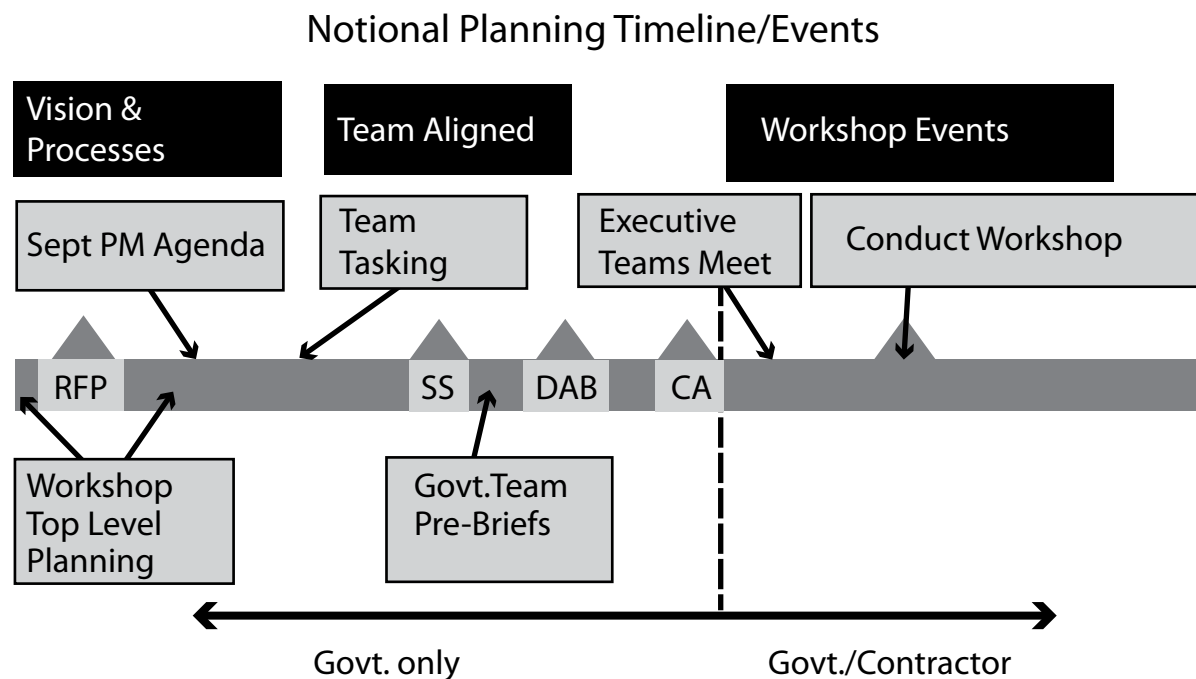 Notional Planning Timeline/Events
Vision &
Processes
Team Aligned
Workshop Events
Sept PM Agenda
Team
Tasking
Executive
Teams Meet
Conduct Workshop
RFP
SS
DAB
CA
Workshop
Top Level
Planning
Govt.Team
Pre-Briefs
Govt. only
Govt./Contractor